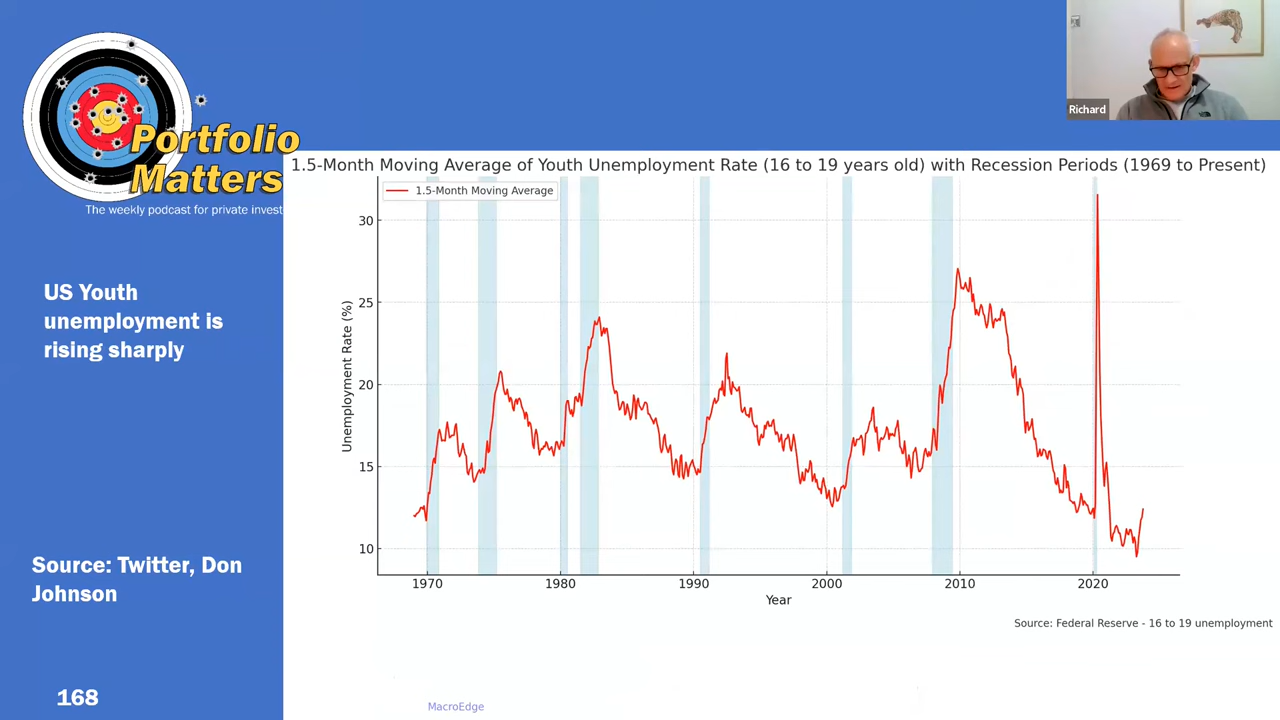 Portfolio
Matters
The weekly podcast for private invest
Richard
US Youth
unemployment is
rising sharply
Source: Twitter, Don
Johnson
168
1.5-Month Moving Average of Youth Unemployment Rate (16 to 19 years old) with Recession Periods (1969 to Present)
1.5-Month Moving Average
Unemployment Rate (%)
30
25
20
15
10
1970 1980 1990 2000 2010 2020
Year
Source: Federal Reserve - 16 to 19 unemployment
MacroEdge